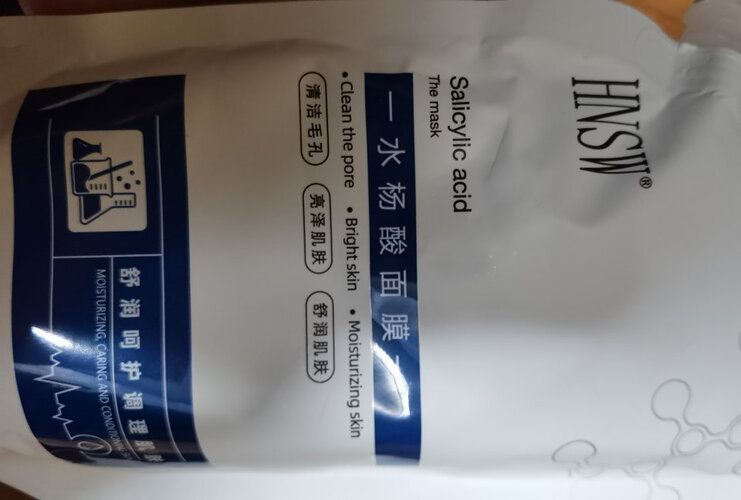 HNSW®
Salicylic acid
The mask
水杨酸面膜
• Clean the pore • Bright skin • Moisturizing skin
清洁毛孔 亮泽肌肤 舒润肌肤
舒润呵护调理肌
MOISTURIZING, CARING AND CONDITIONING